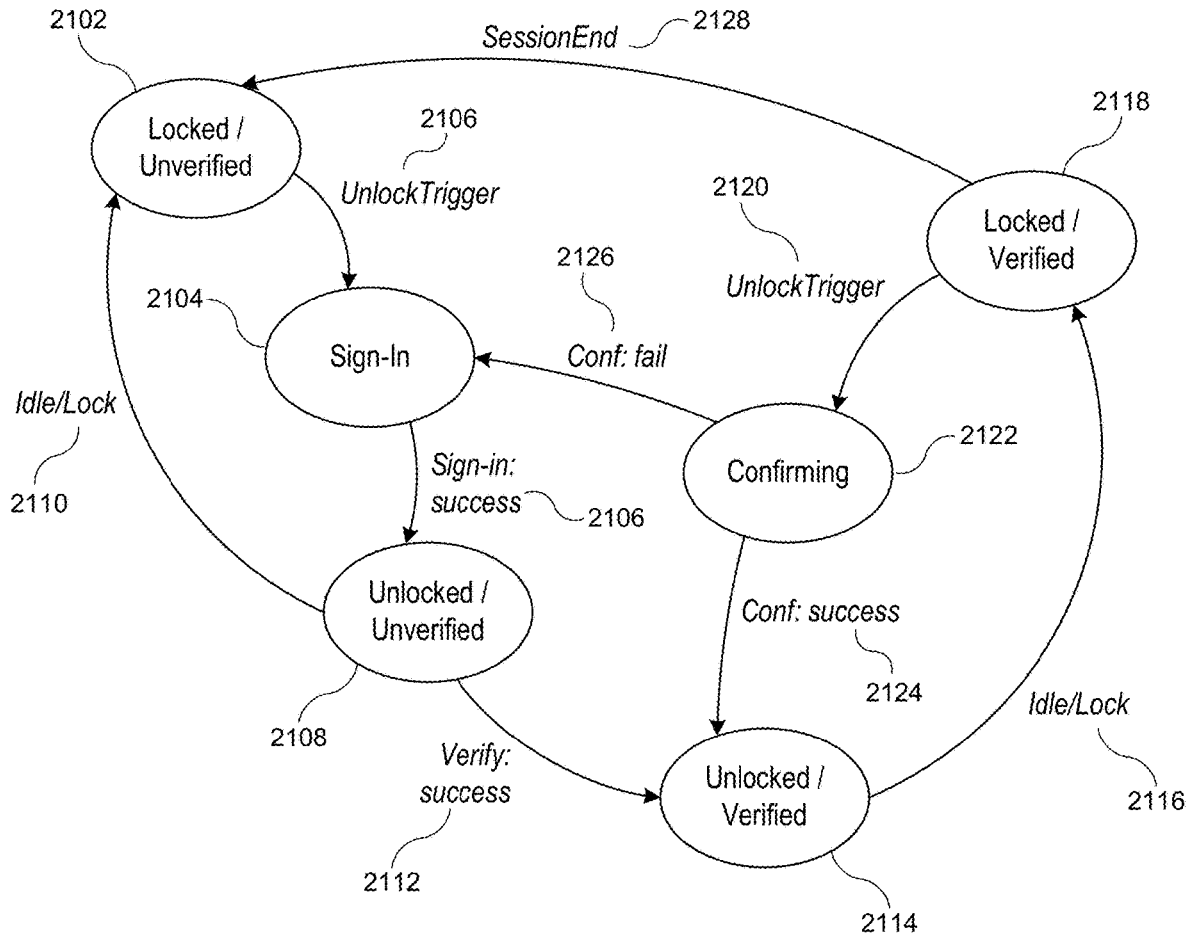 2102
SessionEnd
2128
Locked /
Unverified
2106
UnlockTrigger
2118
Locked /
Verified
2120
UnlockTrigger
2126
Conf: fail
2104
Sign-In
Idle/Lock
2110
Sign-in:
success
2106
Confirming
2122
Unlocked /
Unverified
2108
Conf: success
2124
Verify:
success
2112
Unlocked /
Verified
2114
Idle/Lock
2116